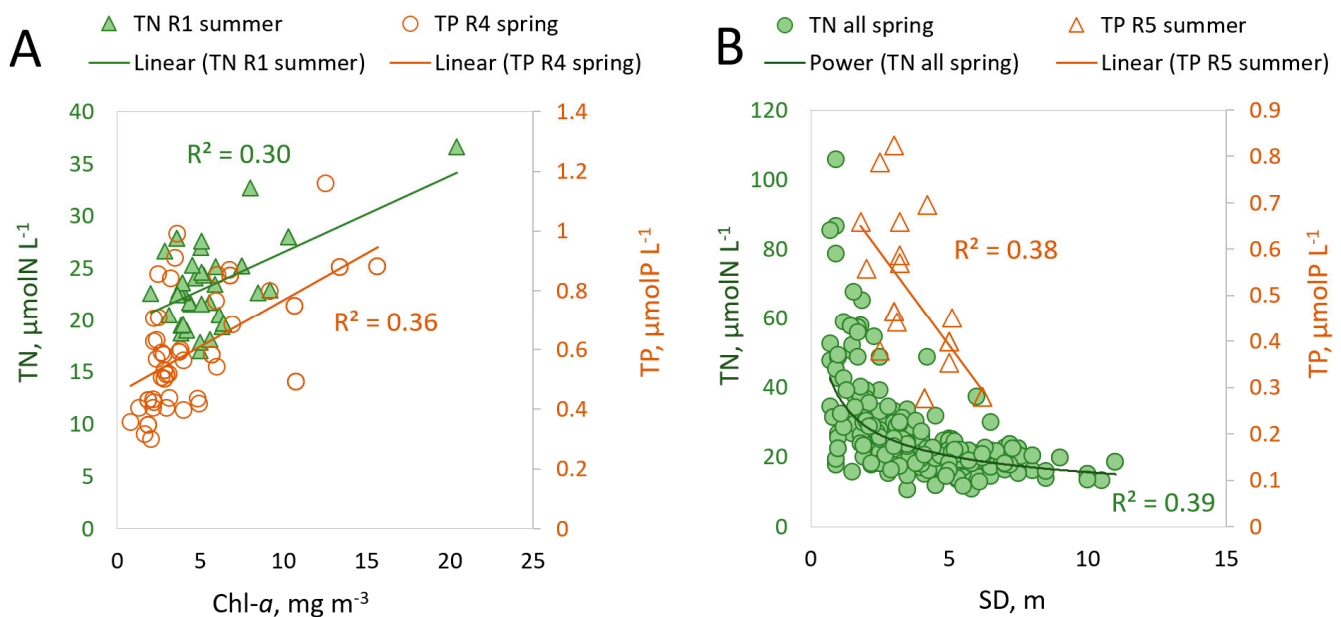 A
TN R1 summer
TP R4 spring
Linear (TN R1 summer)
Linear (TP R4 spring)
TN, µmolN L⁻¹
40
35
30
25
20
15
10
5
0
R² = 0.30
R² = 0.36
1.4
1.2
1
0.8
0.6
0.4
0.2
0
TP, µmolP L⁻¹
0 5 10 15 20 25
Chl-a, mg m⁻³
B
TN all spring
TP R5 summer
Power (TN all spring)
Linear (TP R5 summer)
TN, µmolN L⁻¹
120
100
80
60
40
20
0
R² = 0.38
R² = 0.39
0.9
0.8
0.7
0.6
0.5
0.4
0.3
0.2
0.1
0
TP, µmolP L⁻¹
0 5 10 15
SD, m